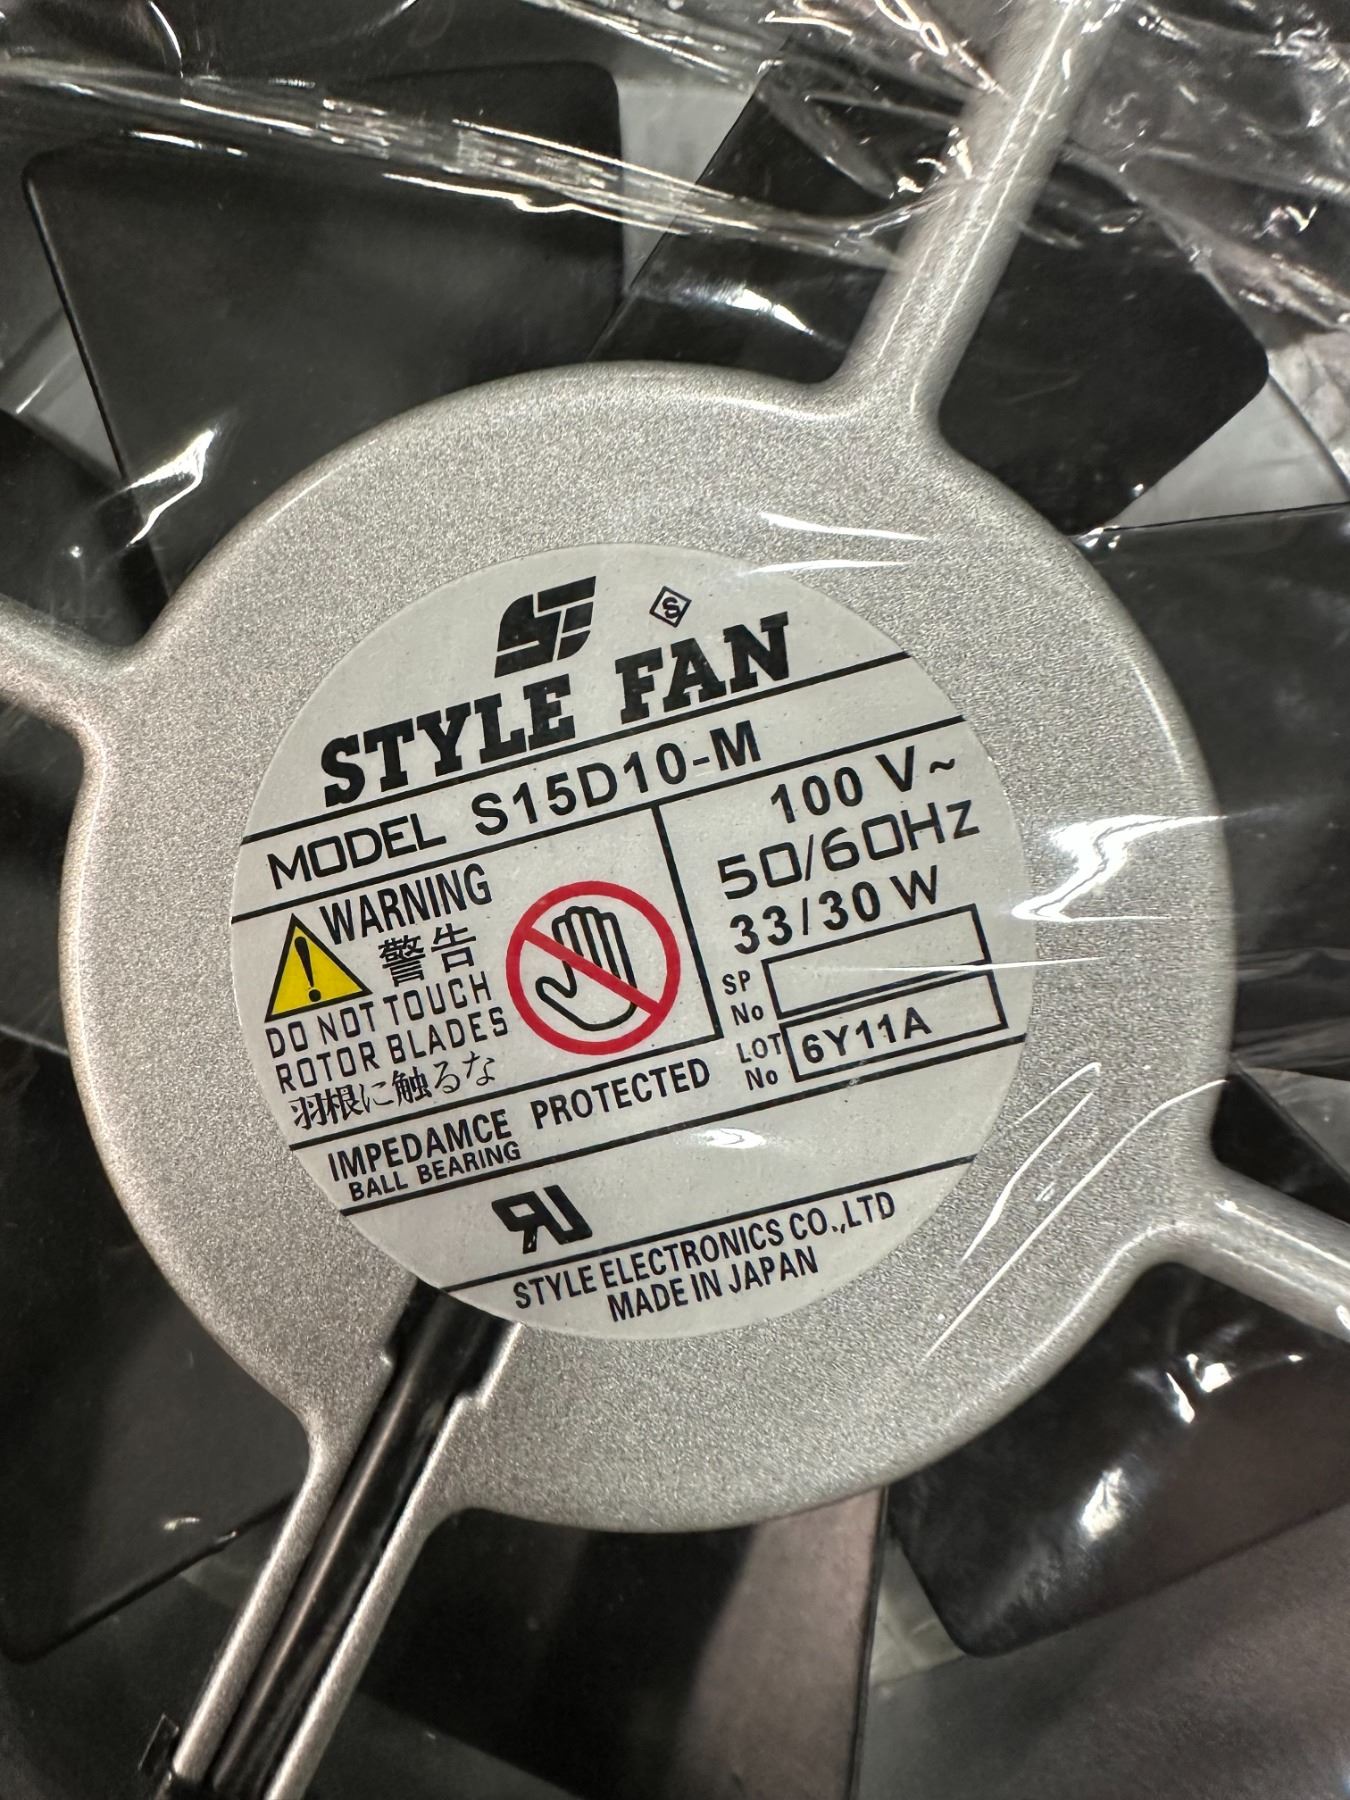 S
STYLE FAN
MODEL S15D10-M
100 V~
50/60Hz
33/30 W
SP
No
LOT
No
6Y11A
WARNING
警告
DO NOT TOUCH
ROTOR BLADES
羽根に触るな
IMPEDAMCE PROTECTED
BALL BEARING
STYLE ELECTRONICS CO.,LTD
MADE IN JAPAN